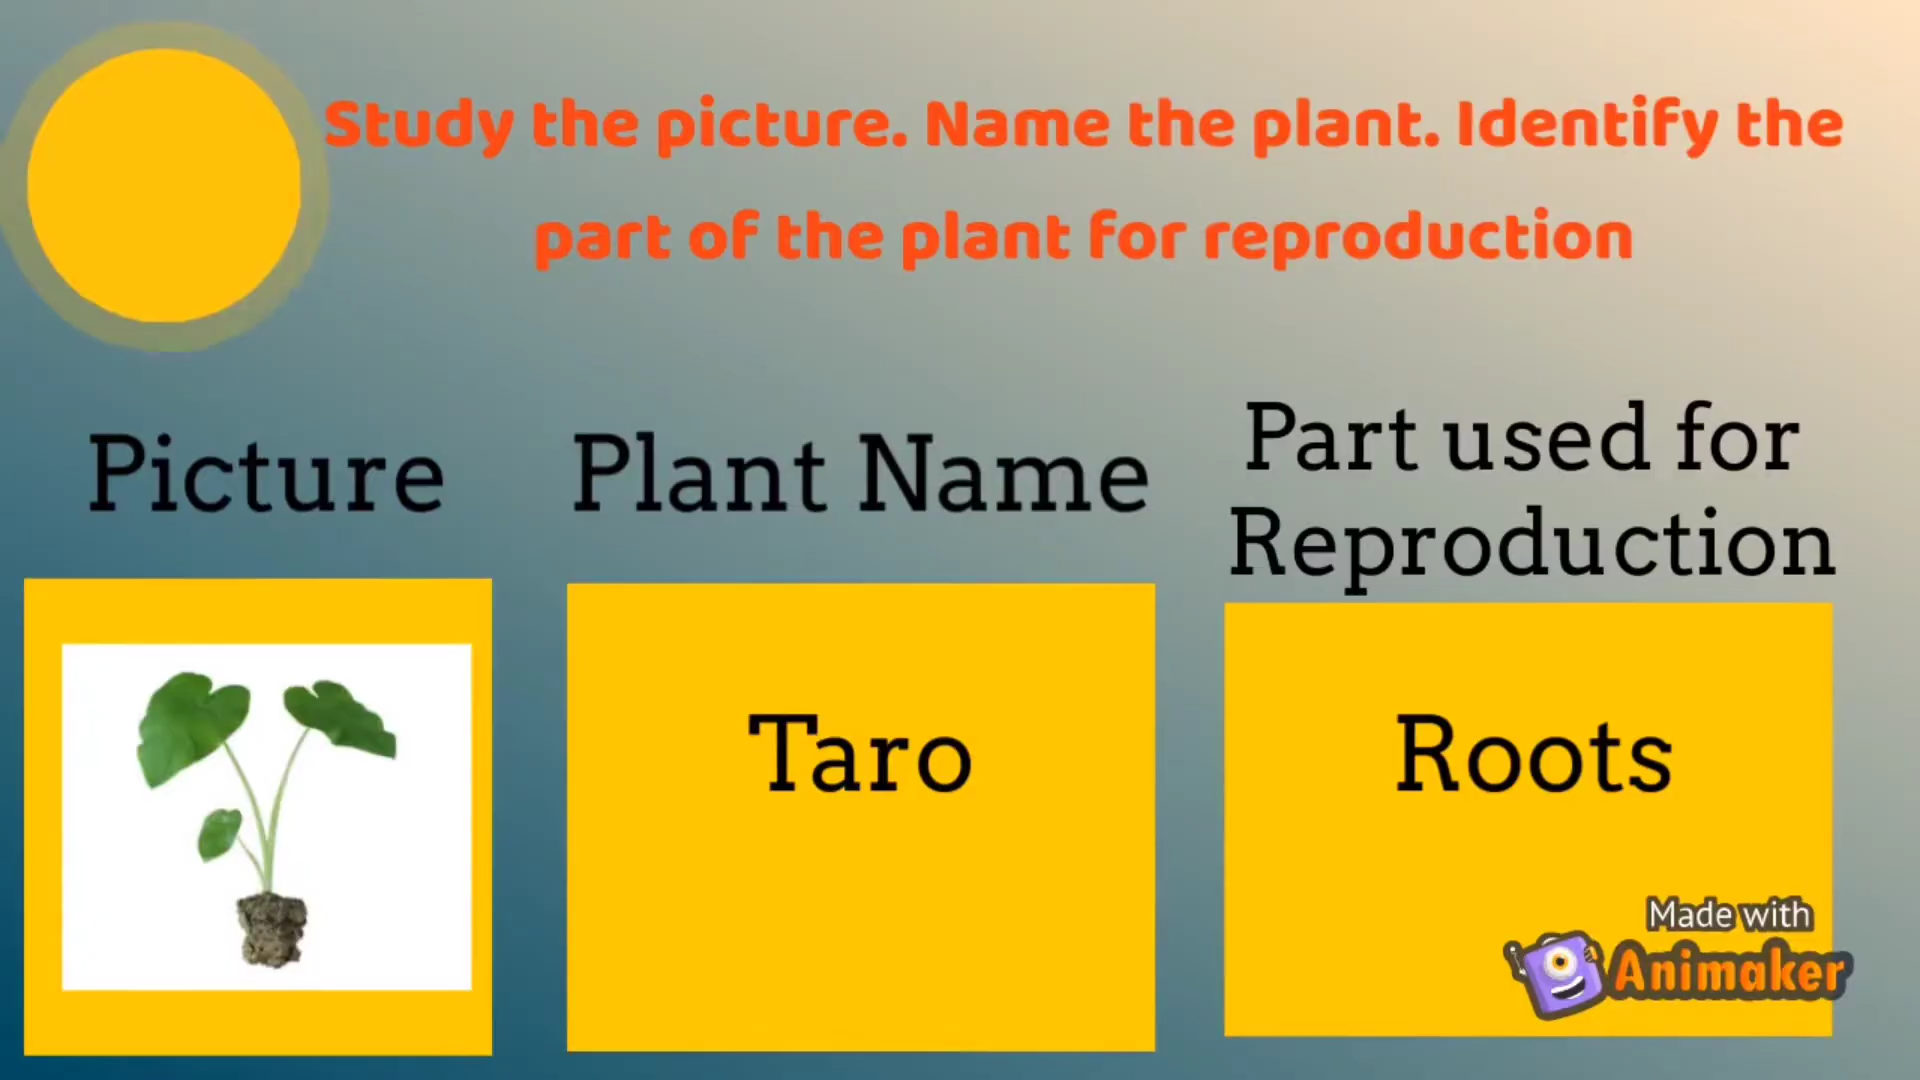 Study the picture. Name the plant. Identify the
part of the plant for reproduction
Picture
Plant Name
Part used for
Reproduction
Taro
Roots
Made with
Animaker